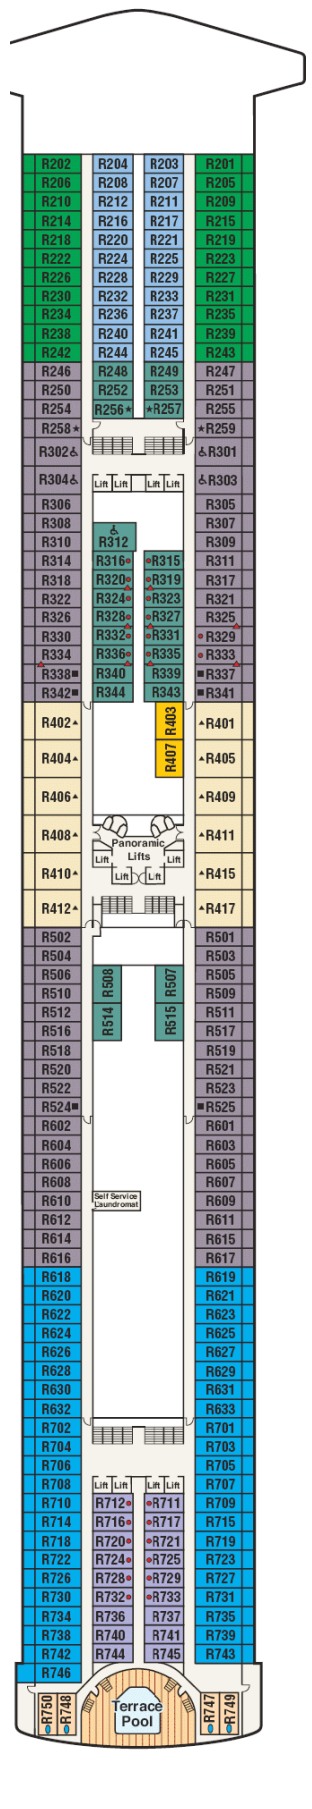 R202 R204 R203 R201
R206 R208 R207 R205
R210 R212 R211 R209
R214 R216 R217 R215
R218 R220 R221 R219
R222 R224 R225 R223
R226 R228 R229 R227
R230 R232 R233 R231
R234 R236 R237 R235
R238 R240 R241 R239
R242 R244 R245 R243
R246 R248 R249 R247
R250 R252 R253 R251
R254 R256★ ★R257 R255
R258★ ★R259
R302 R301
R304 Lift Lift Lift Lift R303
R306 R305
R308 R307
R310 R312 R309
R314 R316 R315 R311
R318 R320 R319 R317
R322 R324 R323 R321
R326 R328 R327 R325
R330 R332 R331 R329
R334 R336 R335 R333
R338■ R340 R339 ■R337
R342■ R344 R343 ■R341
R402▲ R403 ▲R401
R404▲ R407 ▲R405
R406▲ ▲R409
R408▲ Panoramic ▲R411
Lifts
Lift Lift
R410▲ Lift Lift ▲R415
R412▲ ▲R417
R502 R501
R504 R503
R506 R508 R507 R505
R510 R509
R512 R514 R515 R511
R516 R517
R518 R519
R520 R521
R522 R523
R524■ ■R525
R602 R601
R604 R603
R606 R605
R608 R607
R610 Self Service R609
Laundromat
R612 R611
R614 R615
R616 R617
R618 R619
R620 R621
R622 R623
R624 R625
R626 R627
R628 R629
R630 R631
R632 R633
R702 R701
R704 R703
R706 R705
R708 Lift Lift Lift Lift R707
R710 R712 R711 R709
R714 R716 R717 R715
R718 R720 R721 R719
R722 R724 R725 R723
R726 R728 R729 R727
R730 R732 R733 R731
R734 R736 R737 R735
R738 R740 R741 R739
R742 R744 R745 R743
R746
R750 R748 Terrace R747 R749
Pool